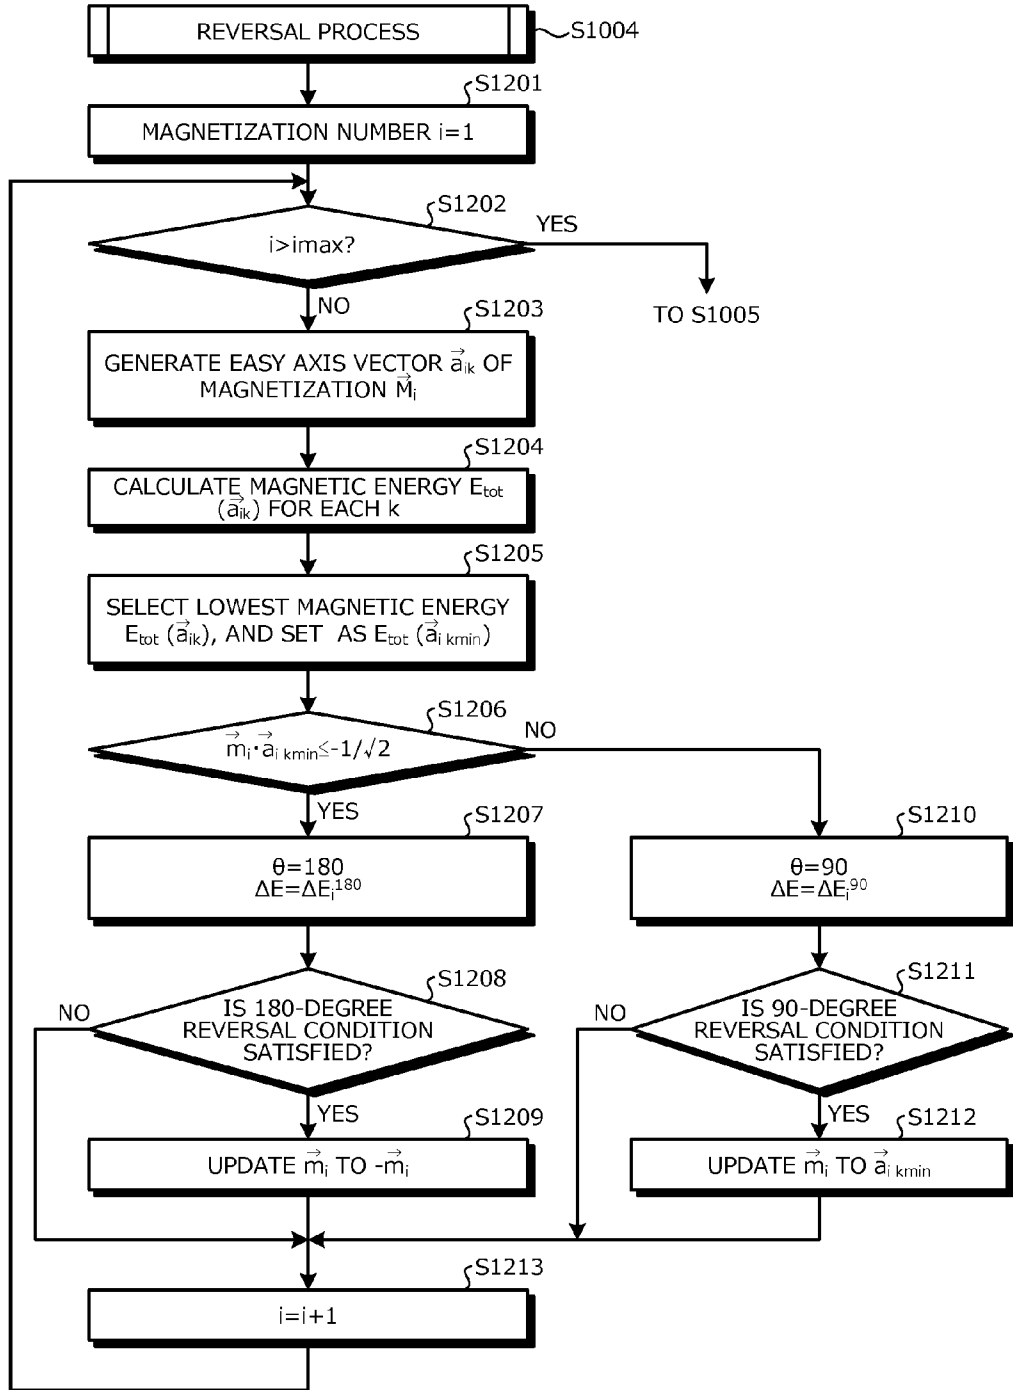 REVERSAL PROCESS
S1004
S1201
MAGNETIZATION NUMBER i=1
S1202
i>imax?
YES
NO
TO S1005
S1203
GENERATE EASY AXIS VECTOR a⃗ik OF
MAGNETIZATION M⃗i
S1204
CALCULATE MAGNETIC ENERGY Etot
(a⃗ik) FOR EACH k
S1205
SELECT LOWEST MAGNETIC ENERGY
Etot (a⃗ik), AND SET AS Etot (a⃗i kmin)
S1206
m⃗i·a⃗i kmin≤-1/√2
NO
YES
S1207
θ=180
ΔE=ΔEi180
S1210
θ=90
ΔE=ΔEi90
S1208
IS 180-DEGREE
REVERSAL CONDITION
SATISFIED?
NO
YES
S1211
IS 90-DEGREE
REVERSAL CONDITION
SATISFIED?
NO
YES
S1209
UPDATE m⃗i TO -m⃗i
S1212
UPDATE m⃗i TO a⃗i kmin
S1213
i=i+1